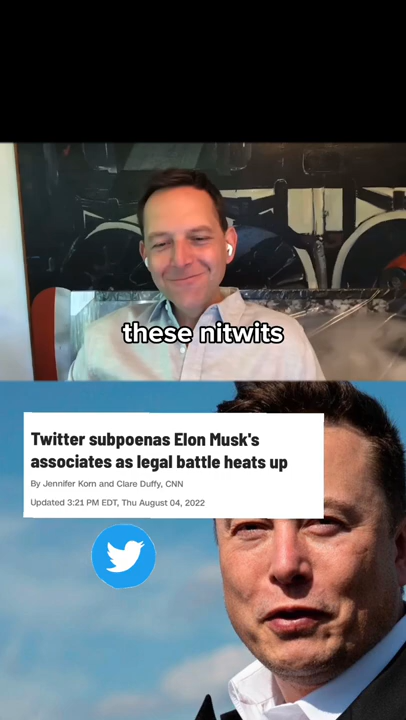 these nitwits
Twitter subpoenas Elon Musk's
associates as legal battle heats up
By Jennifer Korn and Clare Duffy, CNN
Updated 3:21 PM EDT, Thu August 04, 2022